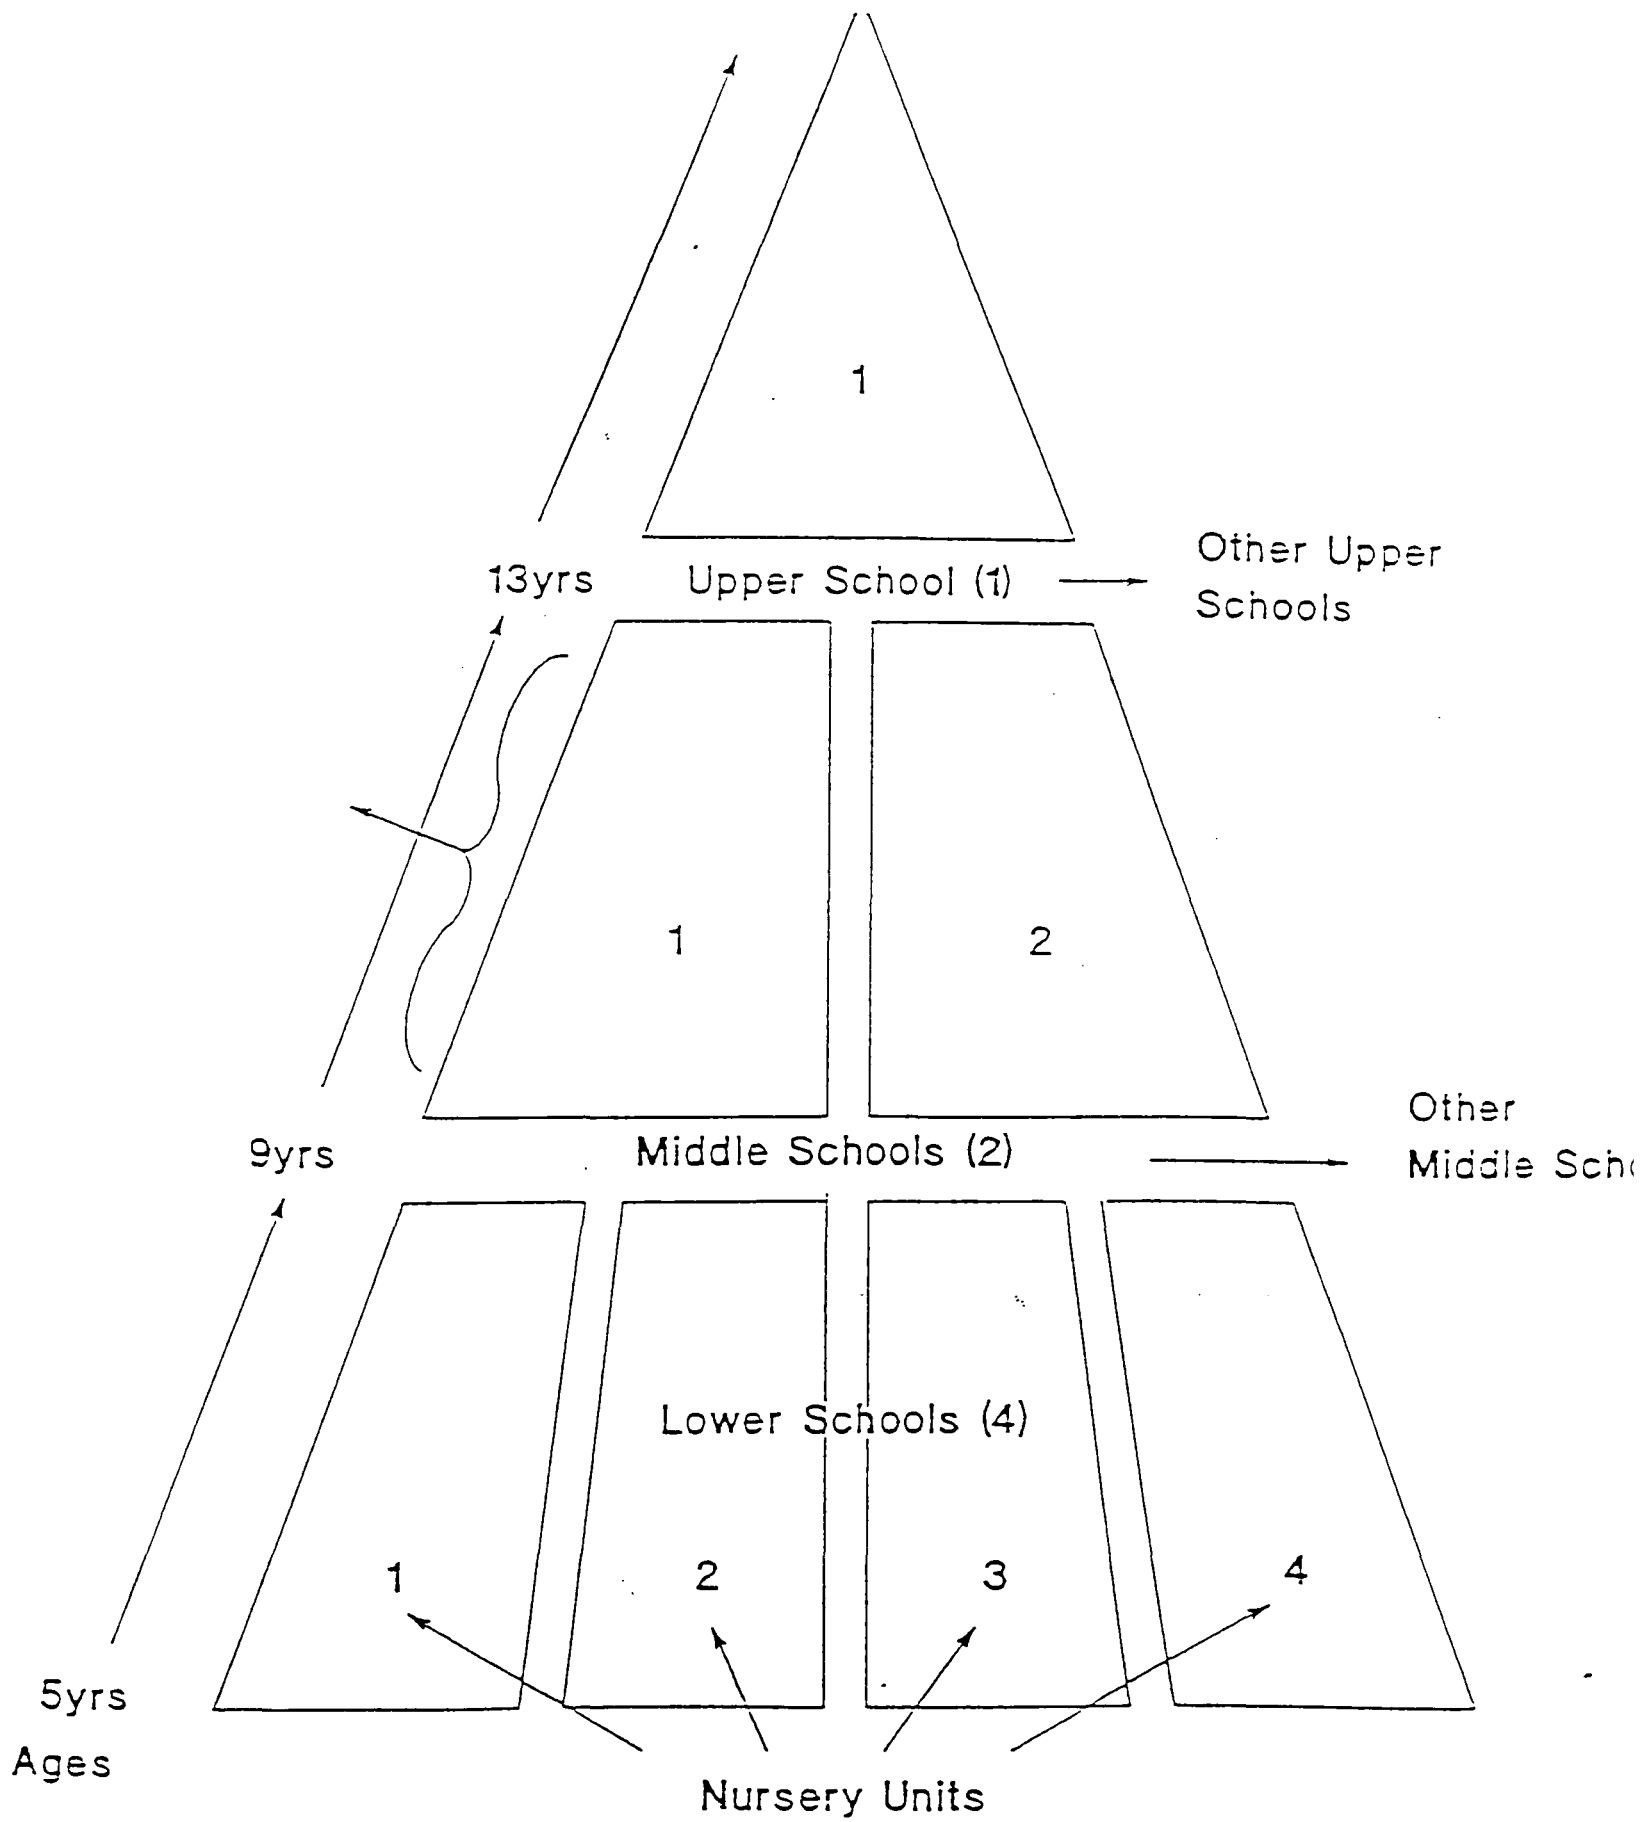 1
Other Upper
13yrs Upper School (1)
Schools
1 2
Other
9yrs Middle Schools (2)
Middle Scho
Lower Schools (4)
1 2 3 4
5yrs
Ages
Nursery Units